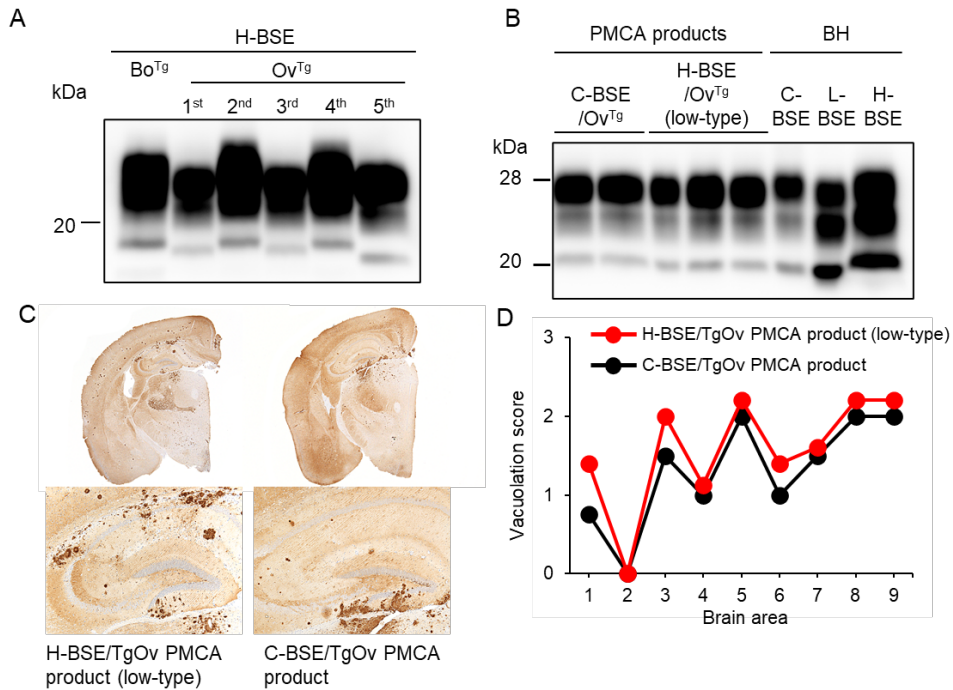 A
H-BSE
Bo^Tg Ov^Tg
kDa
1st 2nd 3rd 4th 5th
20
B
PMCA products BH
C-BSE
/Ov^Tg
H-BSE
/Ov^Tg
(low-type)
C-
BSE
L-
BSE
H-
BSE
kDa
28
20
C
H-BSE/TgOv PMCA
product (low-type)
C-BSE/TgOv PMCA
product
D
H-BSE/TgOv PMCA product (low-type)
C-BSE/TgOv PMCA product
Vacuolation score
3
2
1
0
1 2 3 4 5 6 7 8 9
Brain area